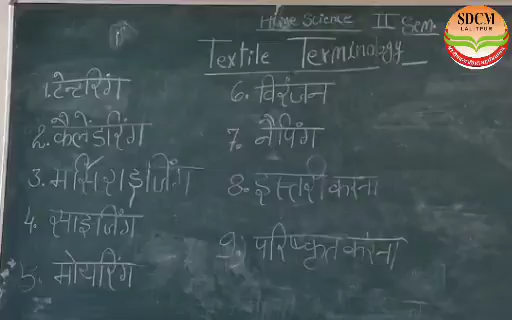 Home Science II Sem.
Textile Terminology
1. टेन्टरिंग
2. कैलेंडरिंग
3. मर्सिराइजिंग
4. साइजिंग
5. मोयरिंग
6. विरंजन
7. नैपिंग
8. इस्तरी करना
9. परिष्कृत करना
SDCM
LALITPUR